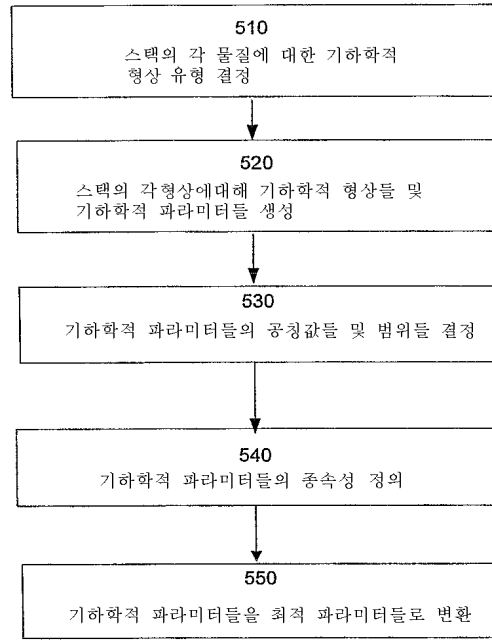 510
스택의 각 물질에 대한 기하학적
형상 유형 결정
520
스택의 각형상에대해 기하학적 형상들 및
기하학적 파라미터들 생성
530
기하학적 파라미터들의 공칭값들 및 범위들 결정
540
기하학적 파라미터들의 종속성 정의
550
기하학적 파라미터들을 최적 파라미터들로 변환